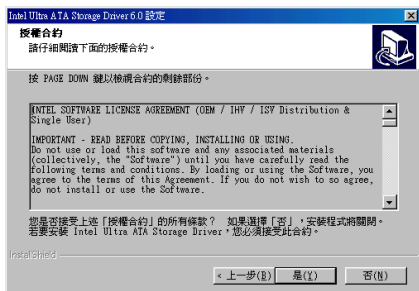 Intel Ultra ATA Storage Driver 6.0 設定
授權合約
請仔細閱讀下面的授權合約。
按 PAGE DOWN 鍵以檢視合約的剩餘部份。
INTEL SOFTWARE LICENSE AGREEMENT (OEM / IHV / ISV Distribution &
Single User)
IMPORTANT - READ BEFORE COPYING, INSTALLING OR USING.
Do not use or load this software and any associated materials
(collectively, the "Software") until you have carefully read the
following terms and conditions. By loading or using the Software, you
agree to the terms of this Agreement. If you do not wish to so agree,
do not install or use the Software.
您是否接受上述「授權合約」的所有條款？ 如果選擇「否」，安裝程式將關閉。
若要安裝 Intel Ultra ATA Storage Driver，您必須接受此合約。
InstallShield
< 上一步(B)
是(Y)
否(N)